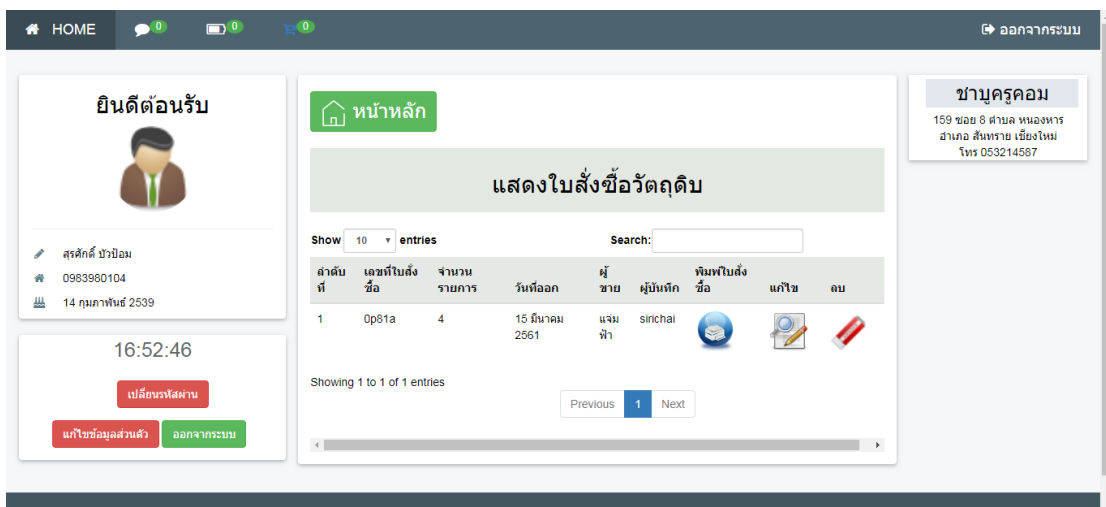 HOME 0 0 0 ออกจากระบบ
ยินดีต้อนรับ
สุรศักดิ์ บัวป้อม
0983980104
14 กุมภาพันธ์ 2539
16:52:46
เปลี่ยนรหัสผ่าน
แก้ไขข้อมูลส่วนตัว ออกจากระบบ
หน้าหลัก
แสดงใบสั่งซื้อวัตถุดิบ
Show 10 entries Search:
ลำดับ เลขที่ใบสั่ง จำนวน ผู้ พิมพ์ใบสั่ง
ที่ ซื้อ รายการ วันที่ออก ขาย ผู้บันทึก ซื้อ แก้ไข ลบ
1 0p81a 4 15 มีนาคม แจ่ม sirichai
2561 ฟ้า
Showing 1 to 1 of 1 entries
Previous 1 Next
ชาบูครูคอม
159 ซอย 8 ตำบล หนองหาร
อำเภอ สันทราย เชียงใหม่
โทร 053214587